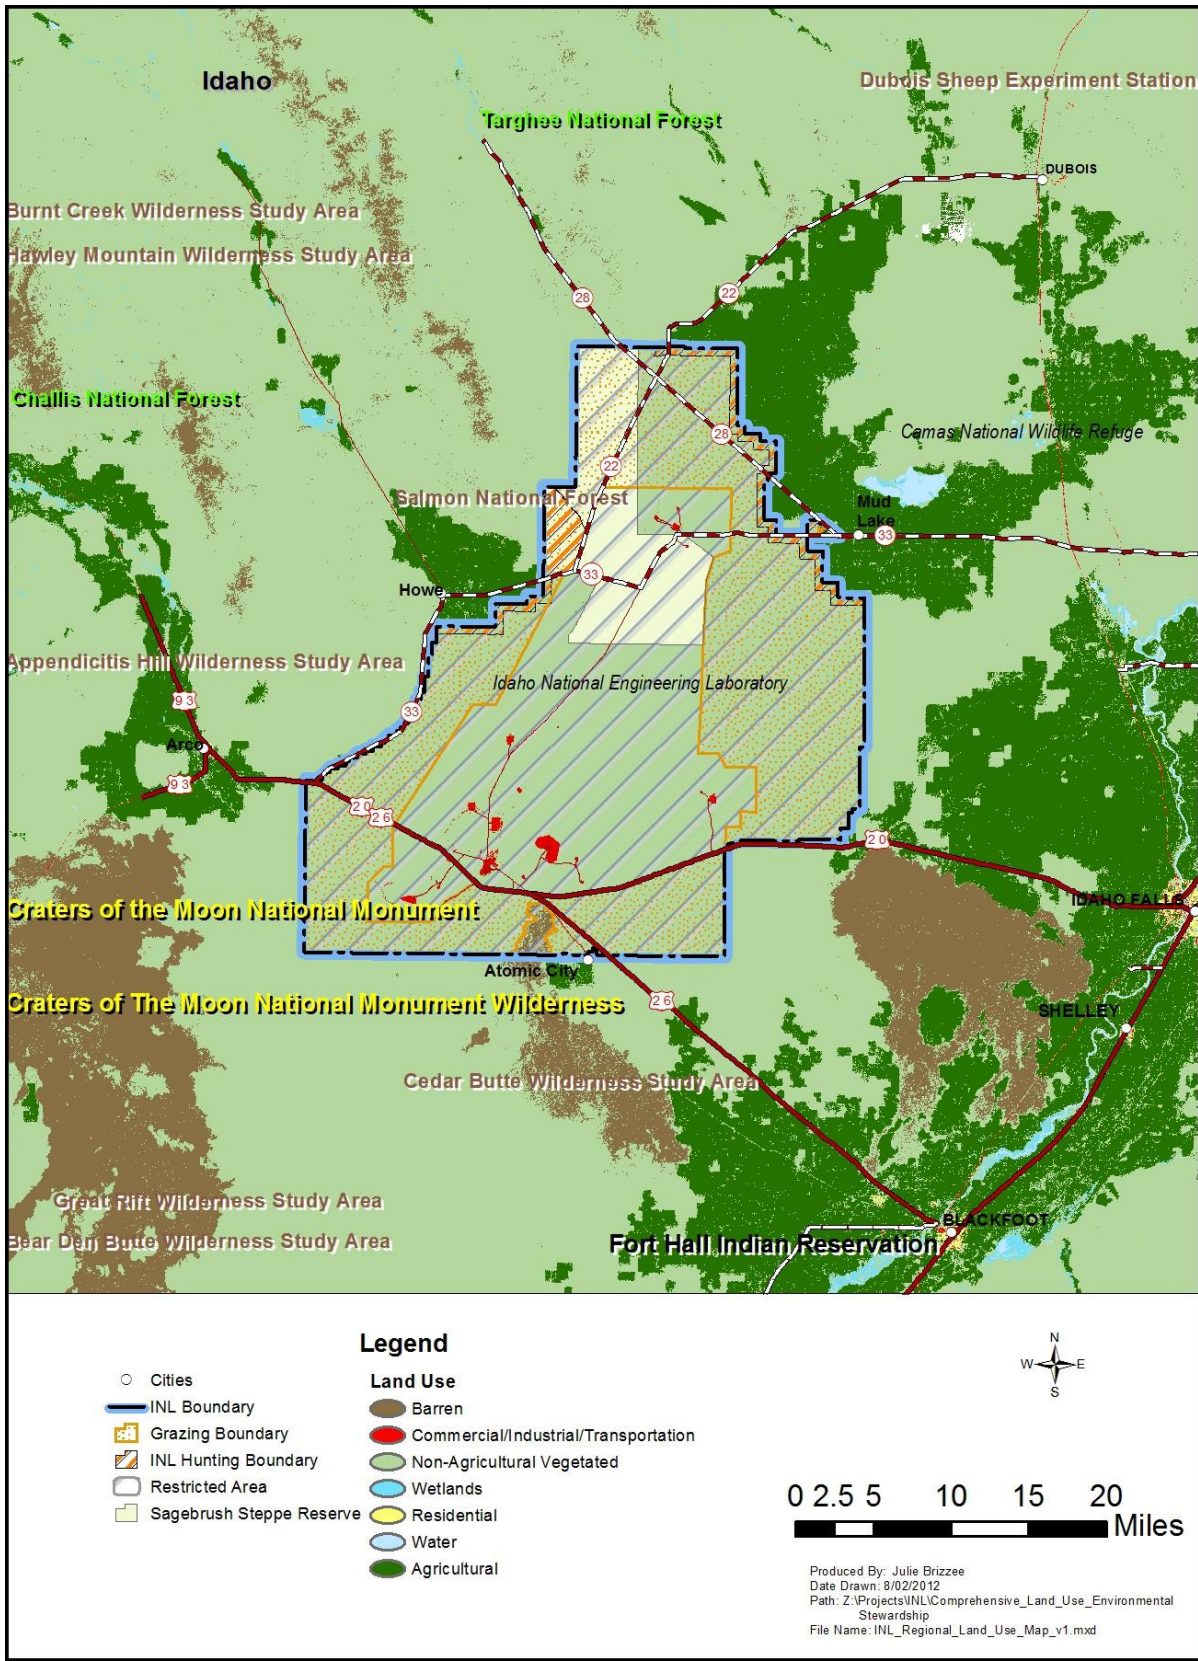 Idaho
Dubois Sheep Experiment Station
Targhee National Forest
DUBOIS
Burnt Creek Wilderness Study Area
Hawley Mountain Wilderness Study Area
28
22
Challis National Forest
28
Camas National Wildlife Refuge
22
Salmon National Forest
Mud
Lake
33
33
Howe
Appendicitis Hill Wilderness Study Area
Idaho National Engineering Laboratory
93
33
Arco
93
20
26
20
IDAHO FALLS
Craters of the Moon National Monument
Atomic City
Craters of The Moon National Monument Wilderness
26
SHELLEY
Cedar Butte Wilderness Study Area
Great Rift Wilderness Study Area
BLACKFOOT
Bear Den Butte Wilderness Study Area
Fort Hall Indian Reservation
Legend
Cities
INL Boundary
Grazing Boundary
INL Hunting Boundary
Restricted Area
Sagebrush Steppe Reserve
Land Use
Barren
Commercial/Industrial/Transportation
Non-Agricultural Vegetated
Wetlands
Residential
Water
Agricultural
N
W E
S
0 2.5 5 10 15 20
Miles
Produced By: Julie Brizzee
Date Drawn: 8/02/2012
Path: Z:\Projects\INL\Comprehensive_Land_Use_Environmental
Stewardship
File Name: INL_Regional_Land_Use_Map_v1.mxd